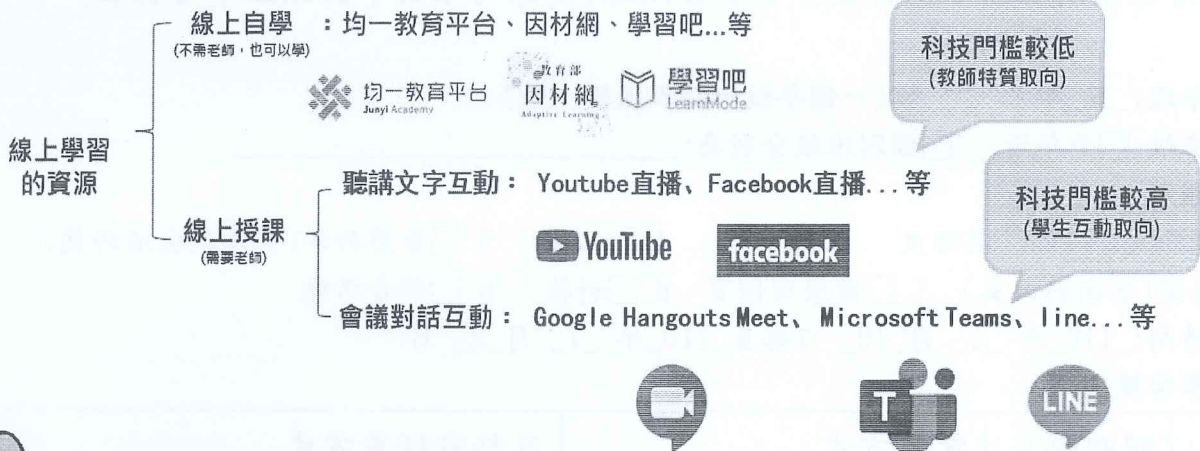 線上自學 ：均一教育平台、因材網、學習吧...等
(不需老師，也可以學)
均一教育平台
Junyi Academy
教育部
因材網
Adaptive Learning
學習吧
LearnMode
科技門檻較低
(教師特質取向)
線上學習
的資源
聽講文字互動： Youtube直播、Facebook直播...等
科技門檻較高
(學生互動取向)
線上授課
(需要老師)
YouTube
facebook
會議對話互動： Google Hangouts Meet、Microsoft Teams、line...等
T
LINE